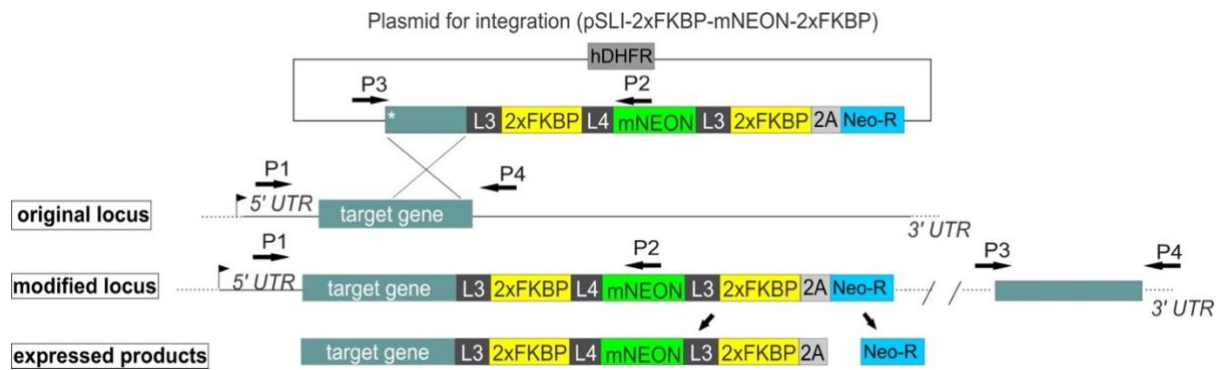 Plasmid for integration (pSLI-2xFKBP-mNEON-2xFKBP)
hDHFR
P3 P2
* L3 2xFKBP L4 mNEON L3 2xFKBP 2A Neo-R
P1 P4
original locus 5' UTR target gene 3' UTR
P1 P2 P3 P4
modified locus 5' UTR target gene L3 2xFKBP L4 mNEON L3 2xFKBP 2A Neo-R 3' UTR
expressed products target gene L3 2xFKBP L4 mNEON L3 2xFKBP 2A Neo-R